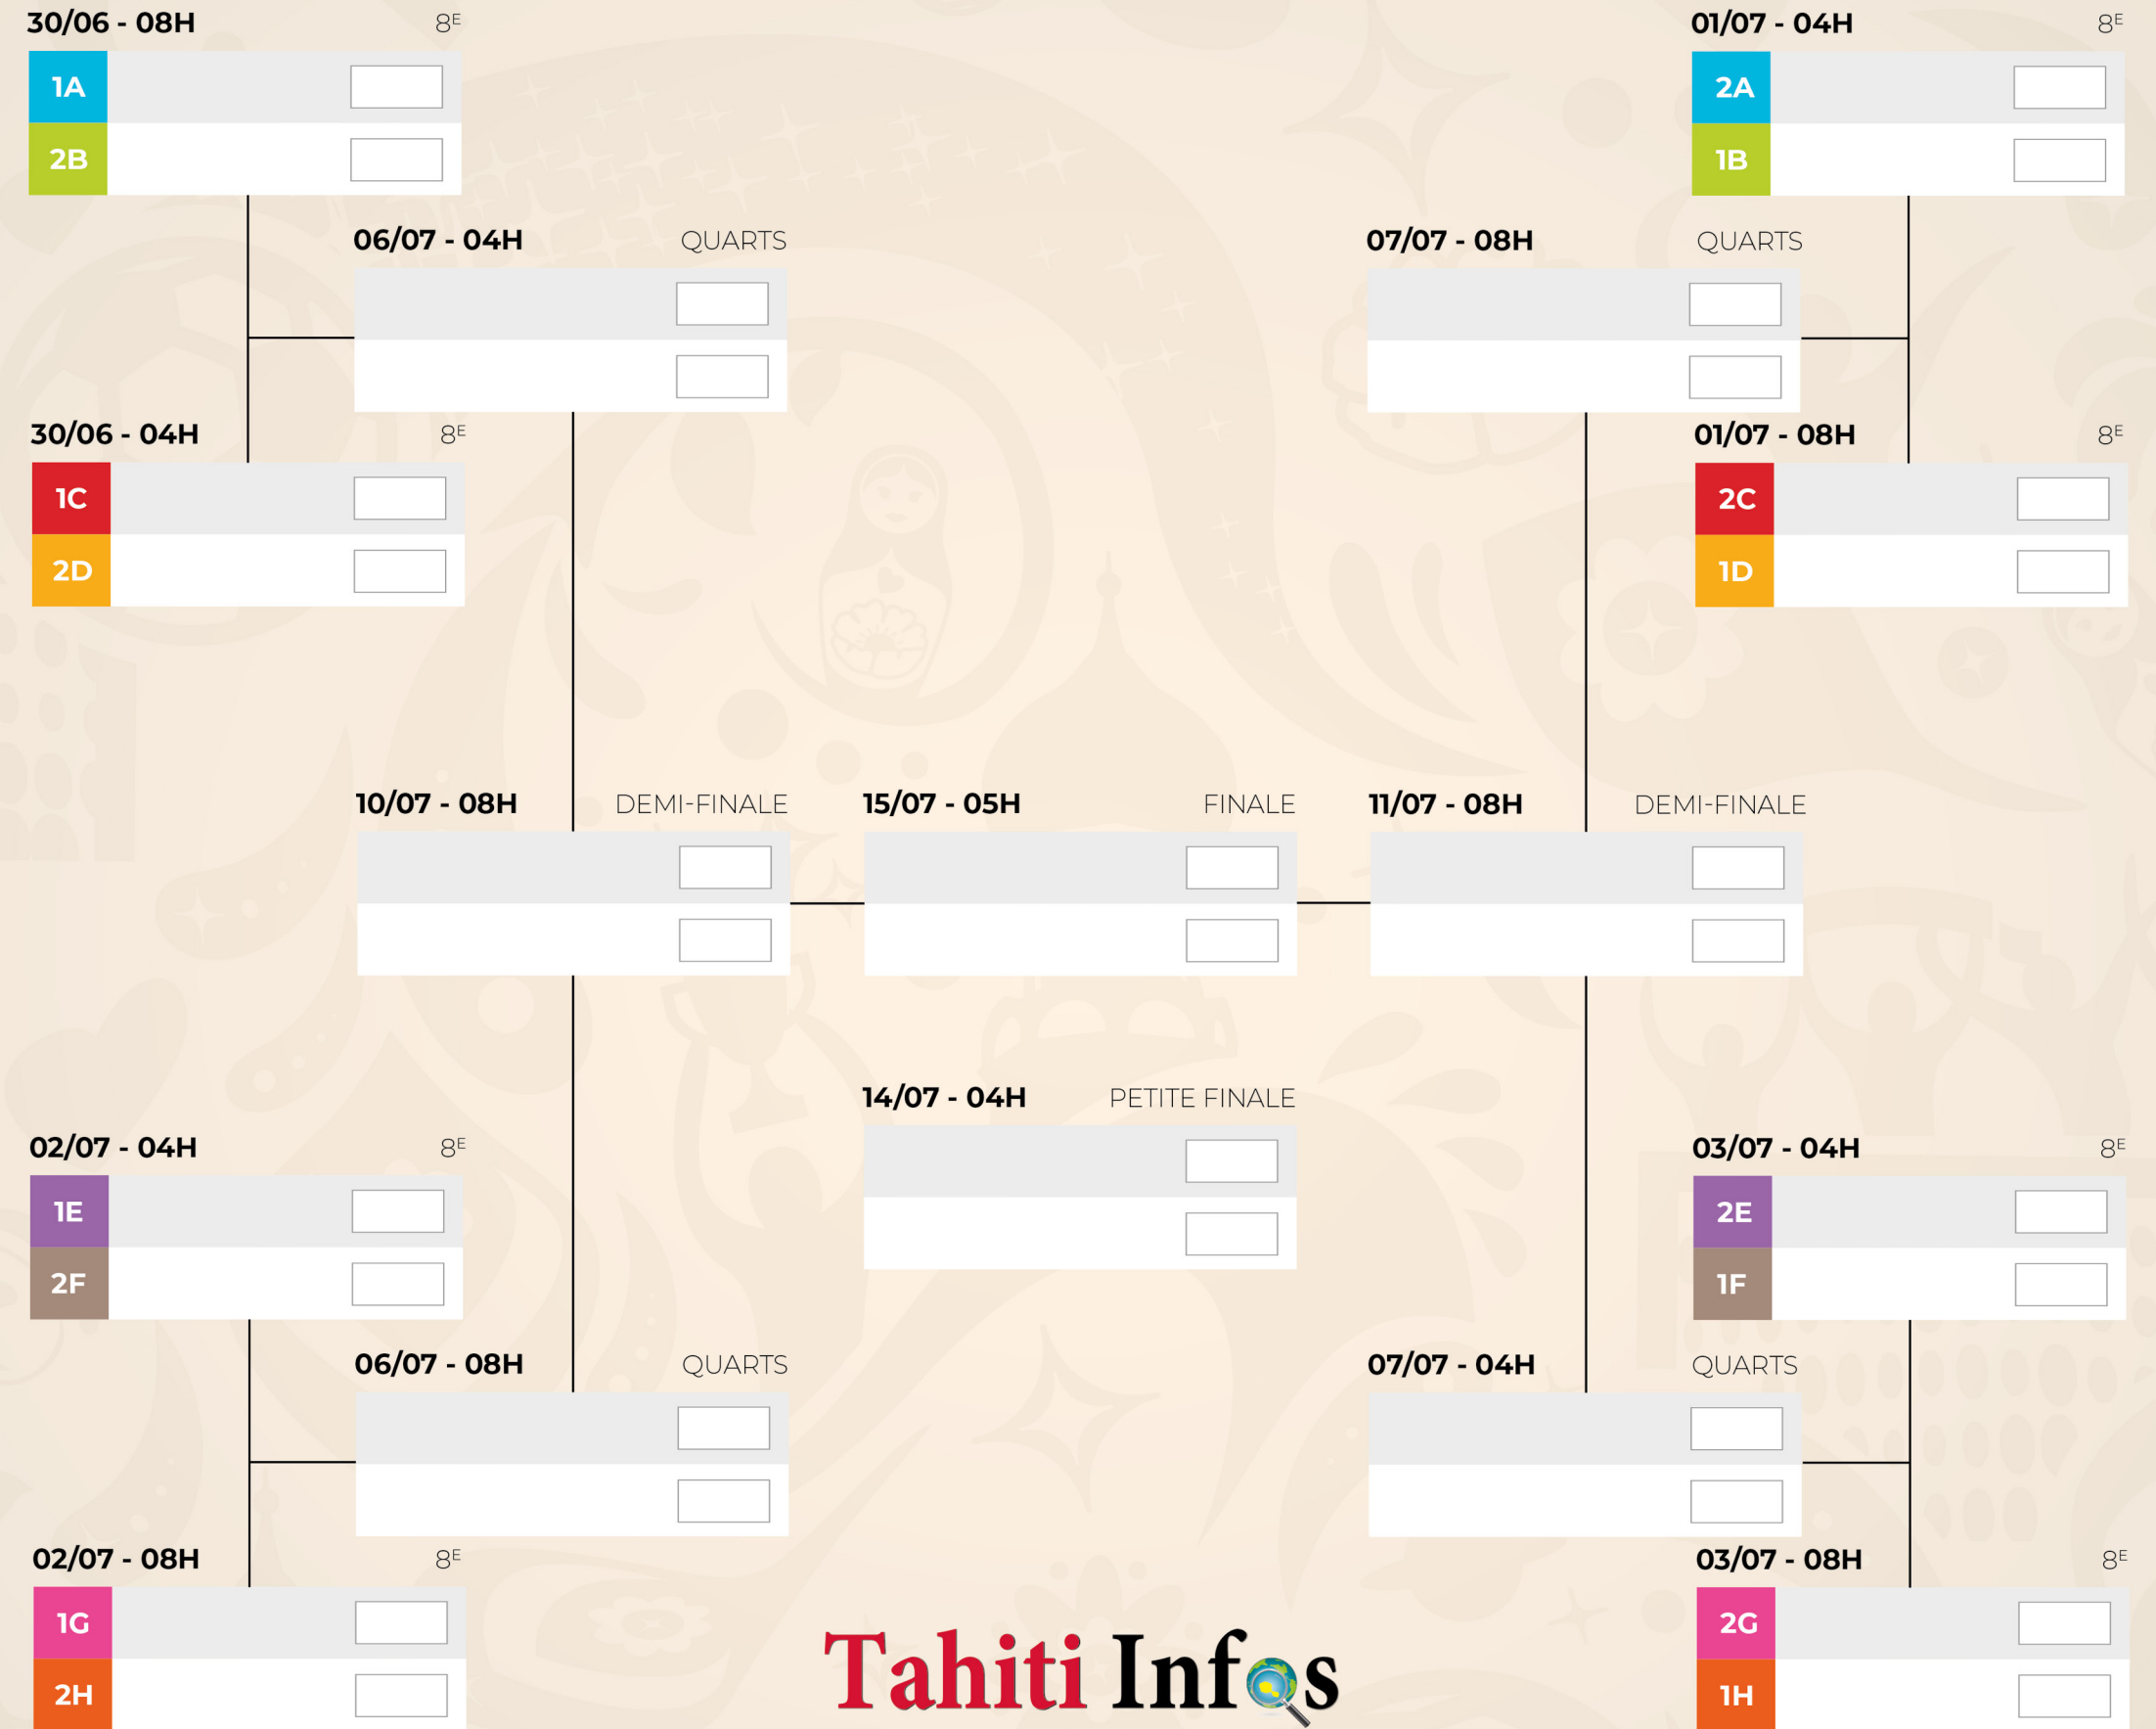 30/06 - 08H 8E
1A
2B
01/07 - 04H 8E
2A
1B
06/07 - 04H QUARTS
07/07 - 08H QUARTS
30/06 - 04H 8E
1C
2D
01/07 - 08H 8E
2C
1D
10/07 - 08H DEMI-FINALE
15/07 - 05H FINALE
11/07 - 08H DEMI-FINALE
14/07 - 04H PETITE FINALE
02/07 - 04H 8E
1E
2F
03/07 - 04H 8E
2E
1F
06/07 - 08H QUARTS
07/07 - 04H QUARTS
02/07 - 08H 8E
1G
2H
03/07 - 08H 8E
2G
1H
Tahiti Infos